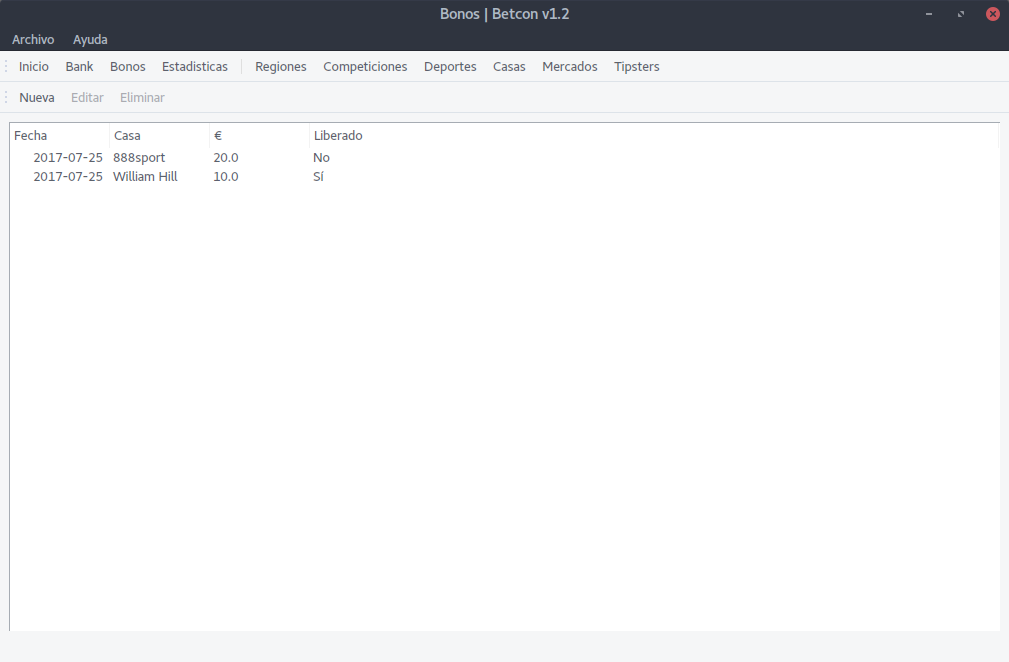 Bonos | Betcon v1.2
Archivo Ayuda
Inicio Bank Bonos Estadisticas Regiones Competiciones Deportes Casas Mercados Tipsters
Nueva Editar Eliminar
Fecha Casa € Liberado
2017-07-25 888sport 20.0 No
2017-07-25 William Hill 10.0 Sí